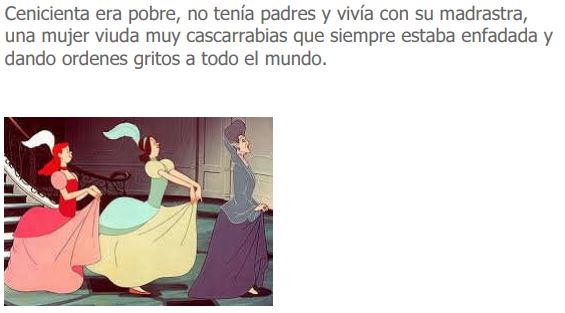 Cenicienta era pobre, no tenía padres y vivía con su madrastra,
una mujer viuda muy cascarrabias que siempre estaba enfadada y
dando ordenes gritos a todo el mundo.